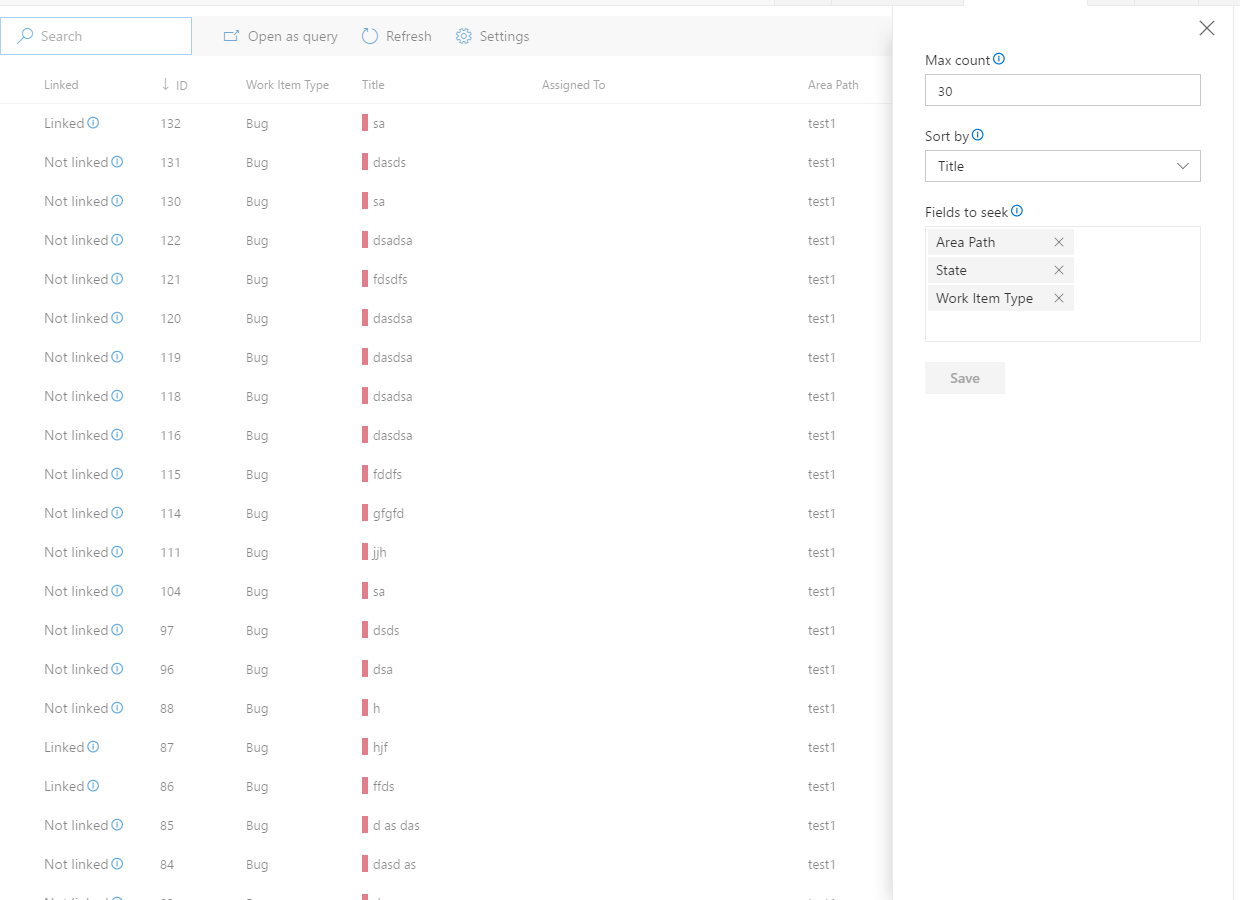 Search Open as query Refresh Settings
Linked ID Work Item Type Title Assigned To Area Path
Linked 132 Bug sa test1
Not linked 131 Bug dasds test1
Not linked 130 Bug sa test1
Not linked 122 Bug dsadsa test1
Not linked 121 Bug fdsdfs test1
Not linked 120 Bug dasdsa test1
Not linked 119 Bug dasdsa test1
Not linked 118 Bug dsadsa test1
Not linked 116 Bug dasdsa test1
Not linked 115 Bug fddfs test1
Not linked 114 Bug gfgfd test1
Not linked 111 Bug jjh test1
Not linked 104 Bug sa test1
Not linked 97 Bug dsds test1
Not linked 96 Bug dsa test1
Not linked 88 Bug h test1
Linked 87 Bug hjf test1
Linked 86 Bug ffds test1
Not linked 85 Bug d as das test1
Not linked 84 Bug dasd as test1
Max count
30
Sort by
Title
Fields to seek
Area Path
State
Work Item Type
Save